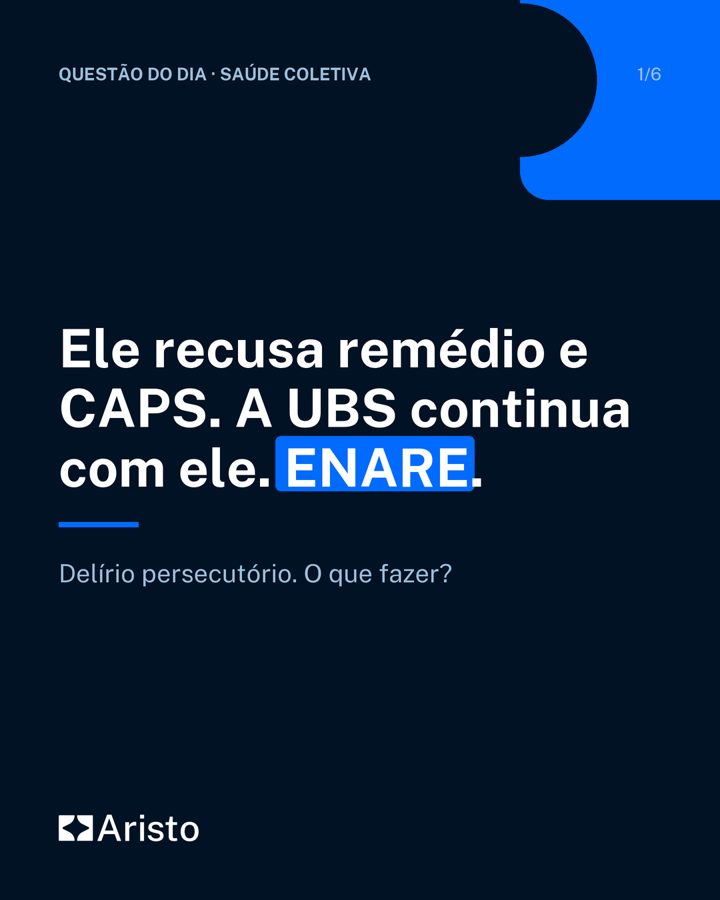 QUESTÃO DO DIA · SAÚDE COLETIVA
1/6
Ele recusa remédio e
CAPS. A UBS continua
com ele. ENARE.
Delírio persecutório. O que fazer?
Aristo